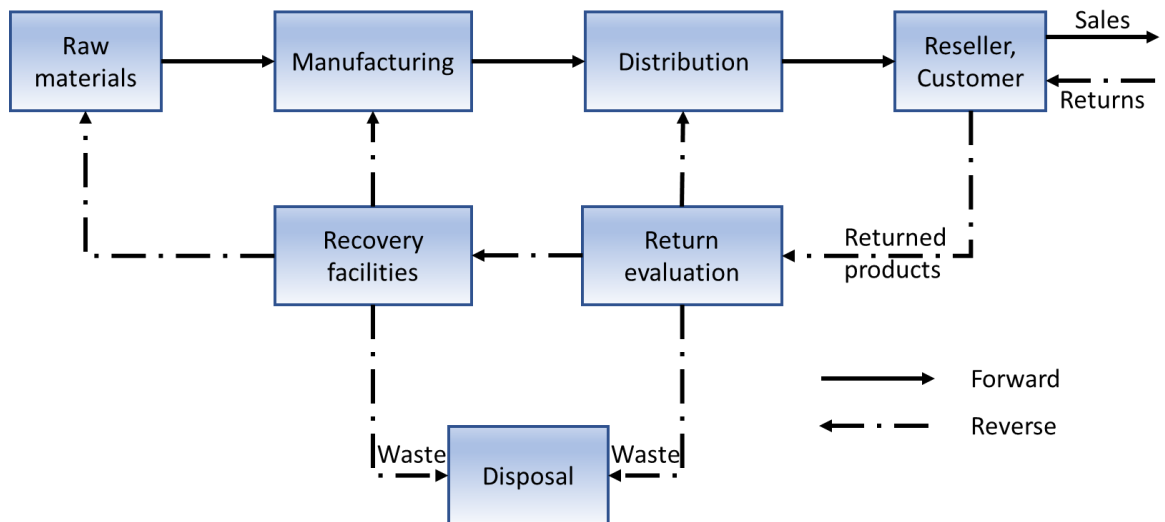 Raw
materials
Manufacturing
Distribution
Reseller,
Customer
Sales
Returns
Recovery
facilities
Return
evaluation
Returned
products
Forward
Reverse
Waste
Disposal
Waste